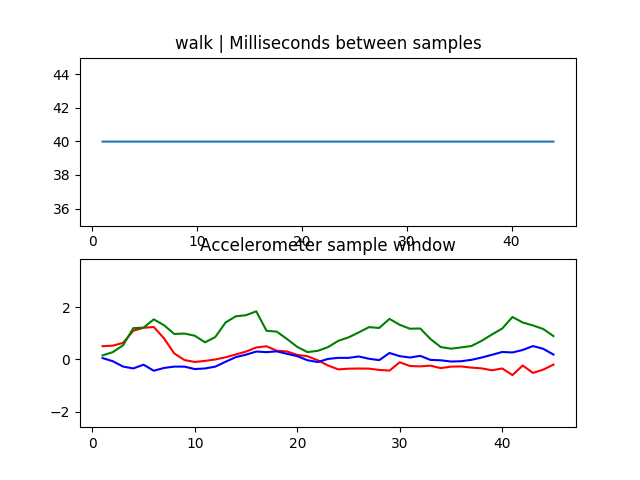 walk | Milliseconds between samples
44
42
40
38
36
0 10 20 30 40
Accelerometer sample window
2
0
−2
0 10 20 30 40